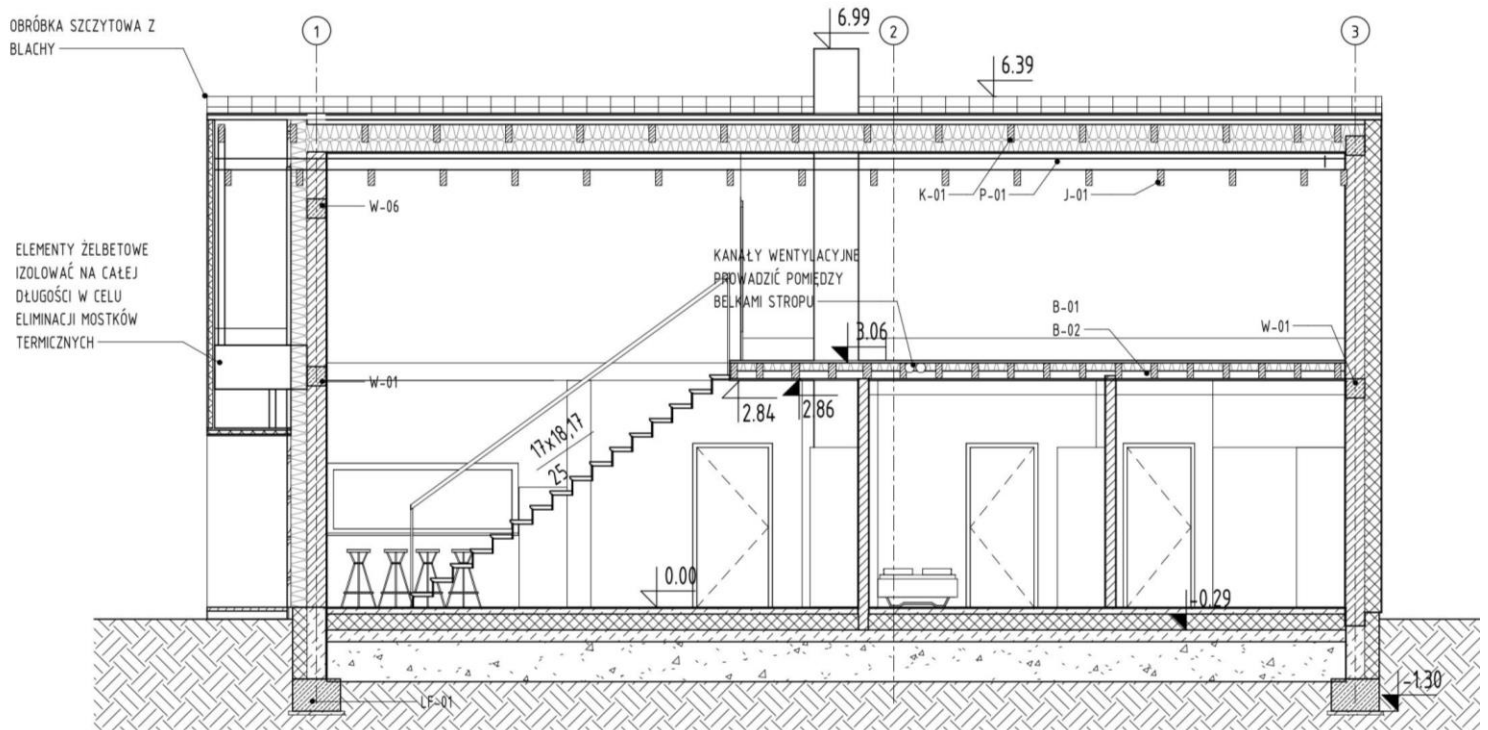 OBRÓBKA SZCZYTOWA Z
BLACHY
1
6.99
2
3
6.39
K-01
P-01
J-01
W-06
ELEMENTY ŻELBETOWE
IZOLOWAĆ NA CAŁEJ
DŁUGOŚCI W CELU
ELIMINACJI MOSTKÓW
TERMICZNYCH
KANAŁY WENTYLACYJNE
PROWADZIĆ POMIĘDZY
BELKAMI STROPU
B-01
B-02
W-01
3.06
W-01
2.84
2.86
17x18,17
25
0.00
-0.29
LF-01
-1.30